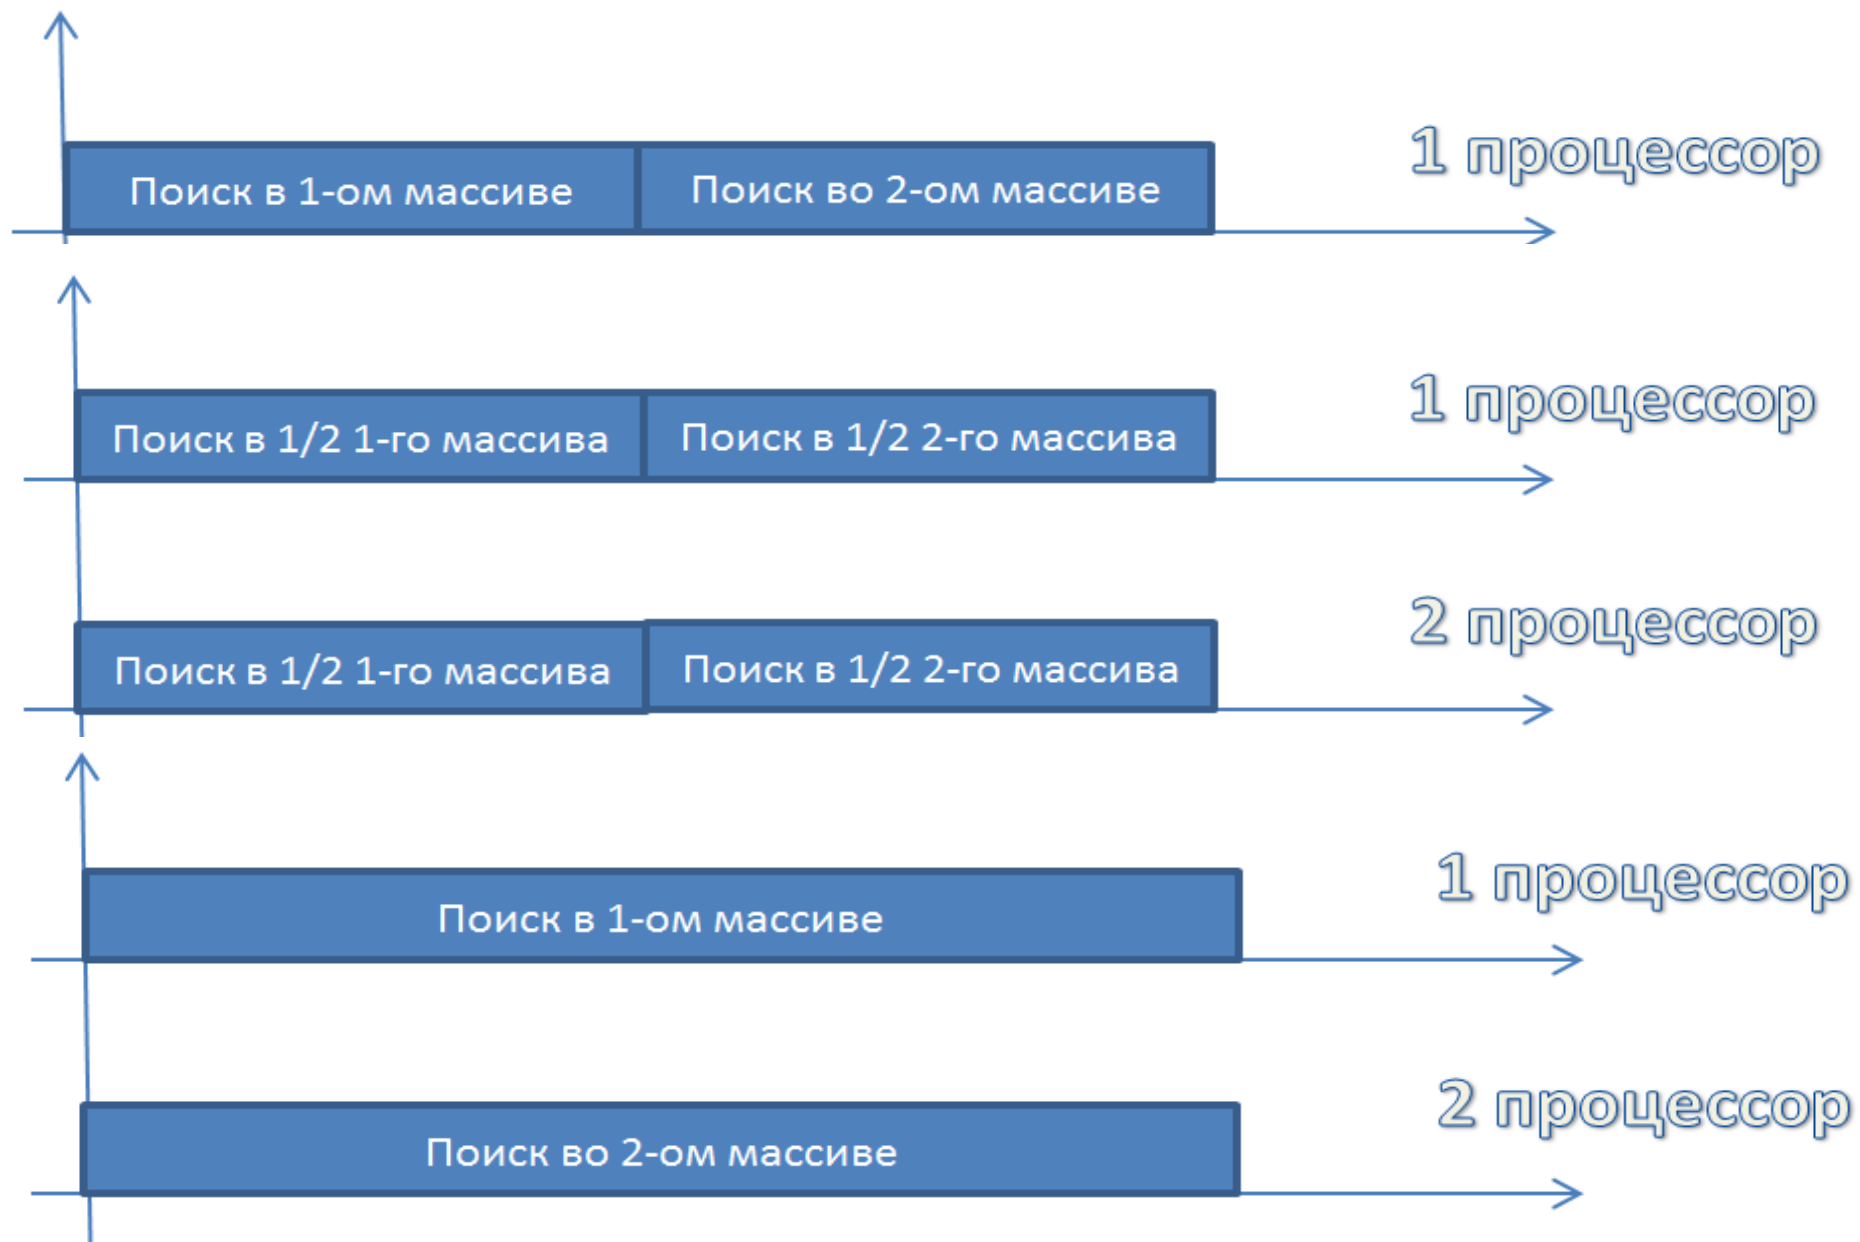 1 процессор
Поиск в 1-ом массиве
Поиск во 2-ом массиве
1 процессор
Поиск в 1/2 1-го массива
Поиск в 1/2 2-го массива
2 процессор
Поиск в 1/2 1-го массива
Поиск в 1/2 2-го массива
1 процессор
Поиск в 1-ом массиве
2 процессор
Поиск во 2-ом массиве